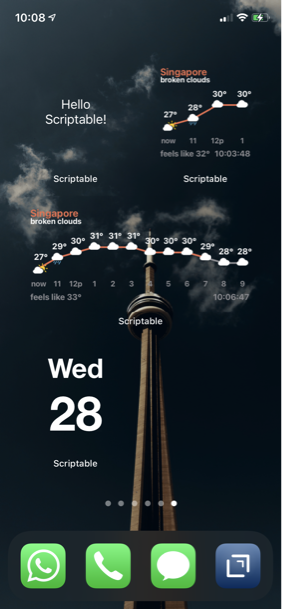 10:08
Hello
Scriptable!
Scriptable
Singapore
broken clouds
27° 28° 30° 30°
now 11 12p 1
feels like 32° 10:03:48
Scriptable
Singapore
broken clouds
27° 29° 30° 31° 31° 31° 30° 30° 30° 29° 28° 28°
now 11 12p 1 2 3 4 5 6 7 8 9
feels like 33° 10:06:47
Scriptable
Wed
28
Scriptable